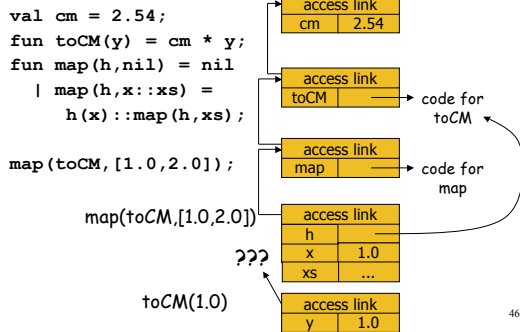 val cm = 2.54;
fun toCM(y) = cm * y;
fun map(h,nil) = nil
| map(h,x::xs) =
h(x)::map(h,xs);
map(toCM,[1.0,2.0]);
access link
cm 2.54
access link
toCM
code for
toCM
access link
map
code for
map
map(toCM,[1.0,2.0])
access link
h
x 1.0
xs ...
???
toCM(1.0)
access link
y 1.0
46